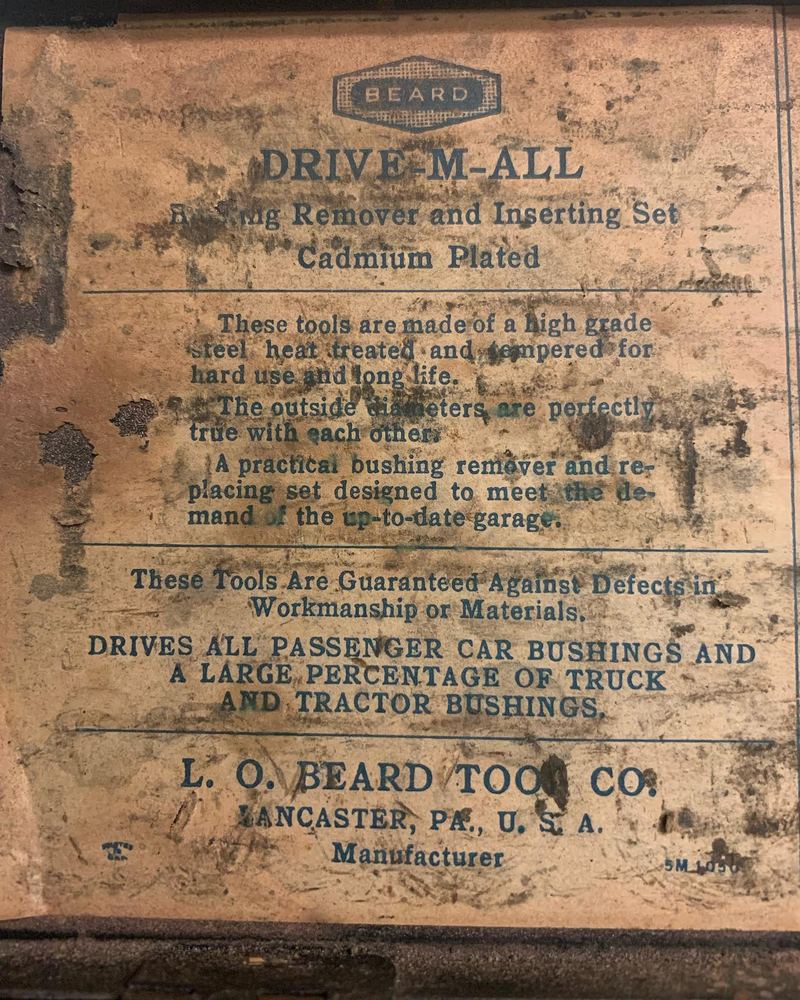 BEARD
DRIVE-M-ALL
Remover and Inserting Set
Cadmium Plated
These tools are made of a high grade
steel heat treated and tempered for
hard use and long life.
The outside diameters are perfectly
true with each other.
A practical bushing remover and re-
placing set designed to meet the de-
mand of the up-to-date garage.
These Tools Are Guaranteed Against Defects in
Workmanship or Materials.
DRIVES ALL PASSENGER CAR BUSHINGS AND
A LARGE PERCENTAGE OF TRUCK
AND TRACTOR BUSHINGS.
L. O. BEARD TOOL CO.
LANCASTER, PA., U. S. A.
Manufacturer
5M